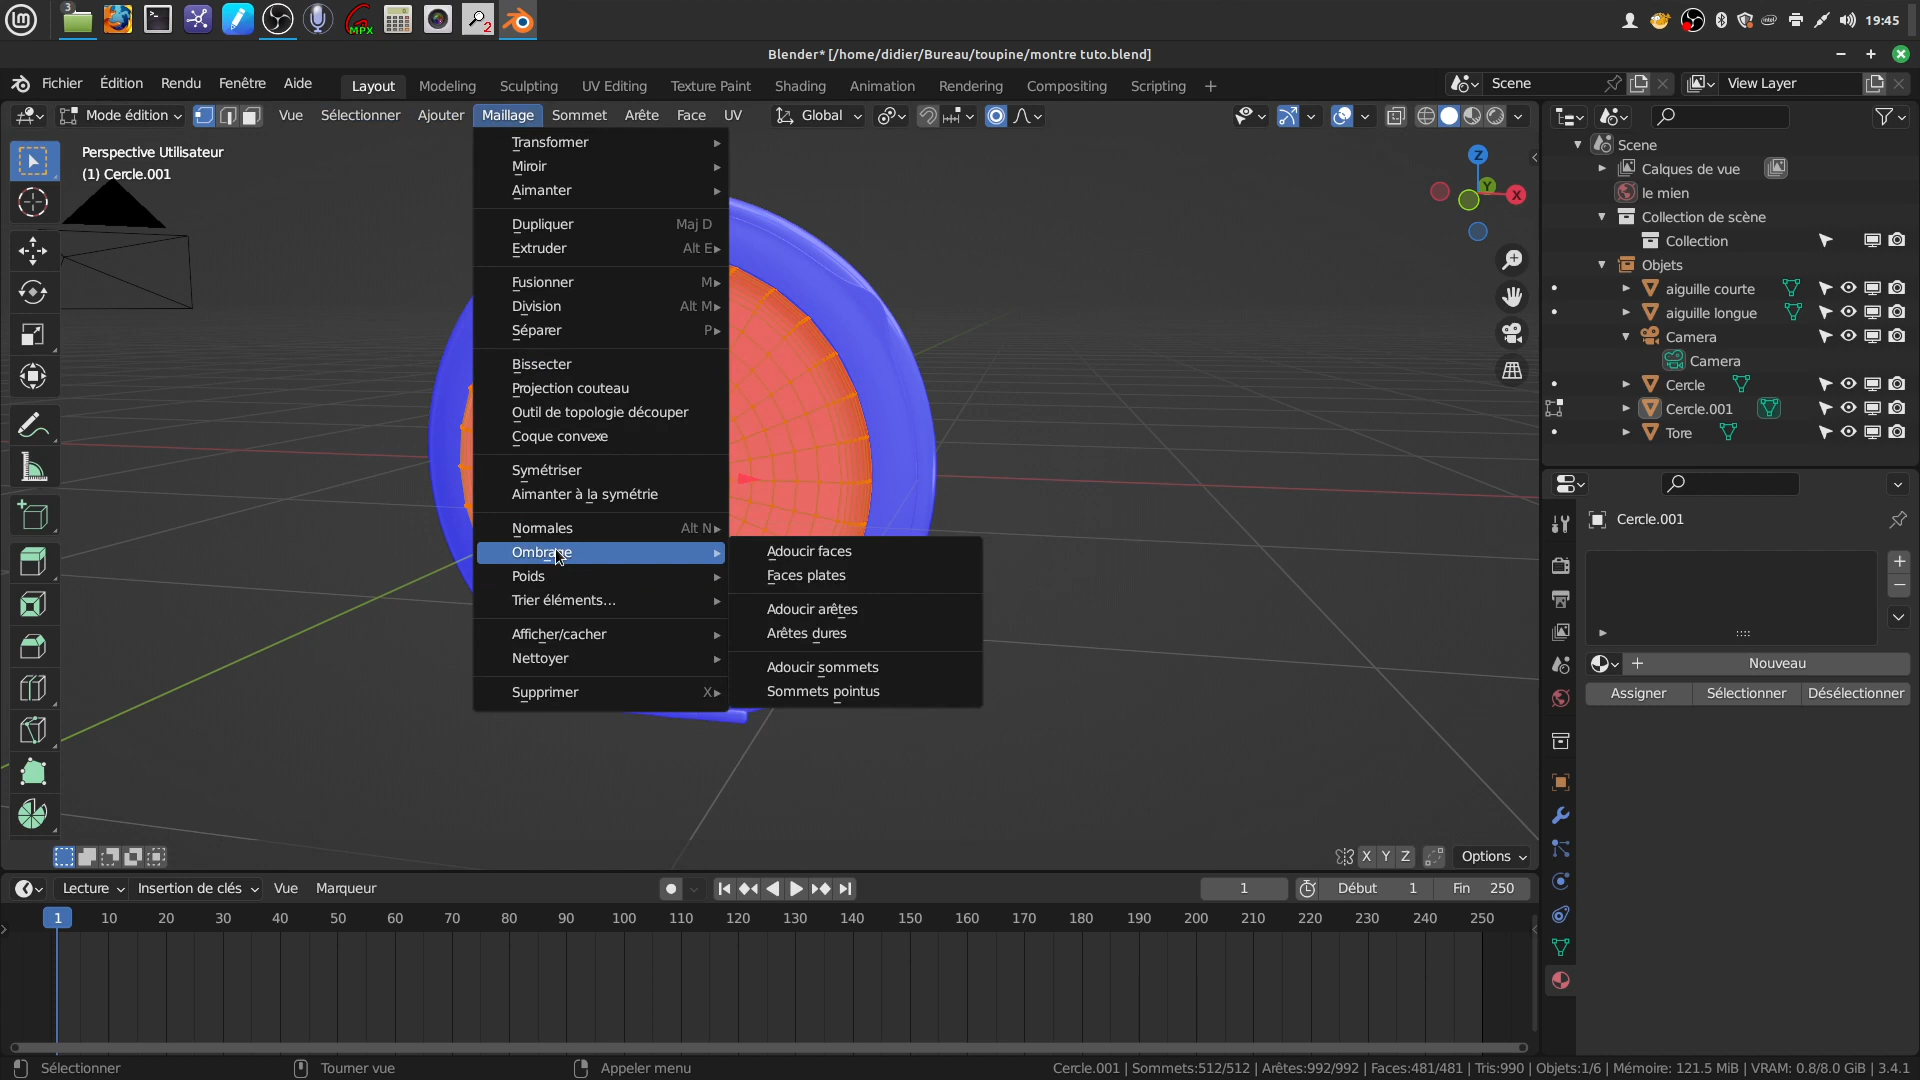 3
MPX
2
19:45
Blender* [/home/didier/Bureau/toupine/montre tuto.blend]
Fichier Édition Rendu Fenêtre Aide Layout Modeling Sculpting UV Editing Texture Paint Shading Animation Rendering Compositing Scripting + Scene View Layer
Mode édition Vue Sélectionner Ajouter Maillage Sommet Arête Face UV Global
Perspective Utilisateur
(1) Cercle.001
Transformer
Miroir
Aimanter
Dupliquer Maj D
Extruder Alt E
Fusionner M
Division Alt M
Séparer P
Bissecter
Projection couteau
Outil de topologie découper
Coque convexe
Symétriser
Aimanter à la symétrie
Normales Alt N
Ombrage
Poids
Trier éléments...
Afficher/cacher
Nettoyer
Supprimer X
Adoucir faces
Faces plates
Adoucir arêtes
Arêtes dures
Adoucir sommets
Sommets pointus
Z
Y
X
Scene
Calques de vue
le mien
Collection de scène
Collection
Objets
aiguille courte
aiguille longue
Camera
Camera
Cercle
Cercle.001
Tore
Cercle.001
+ Nouveau
Assigner Sélectionner Désélectionner
X Y Z Options
Lecture Insertion de clés Vue Marqueur 1 Début 1 Fin 250
1 10 20 30 40 50 60 70 80 90 100 110 120 130 140 150 160 170 180 190 200 210 220 230 240 250
Sélectionner Tourner vue Appeler menu Cercle.001 | Sommets:512/512 | Arêtes:992/992 | Faces:481/481 | Tris:990 | Objets:1/6 | Mémoire: 121.5 MiB | VRAM: 0.8/8.0 GiB | 3.4.1